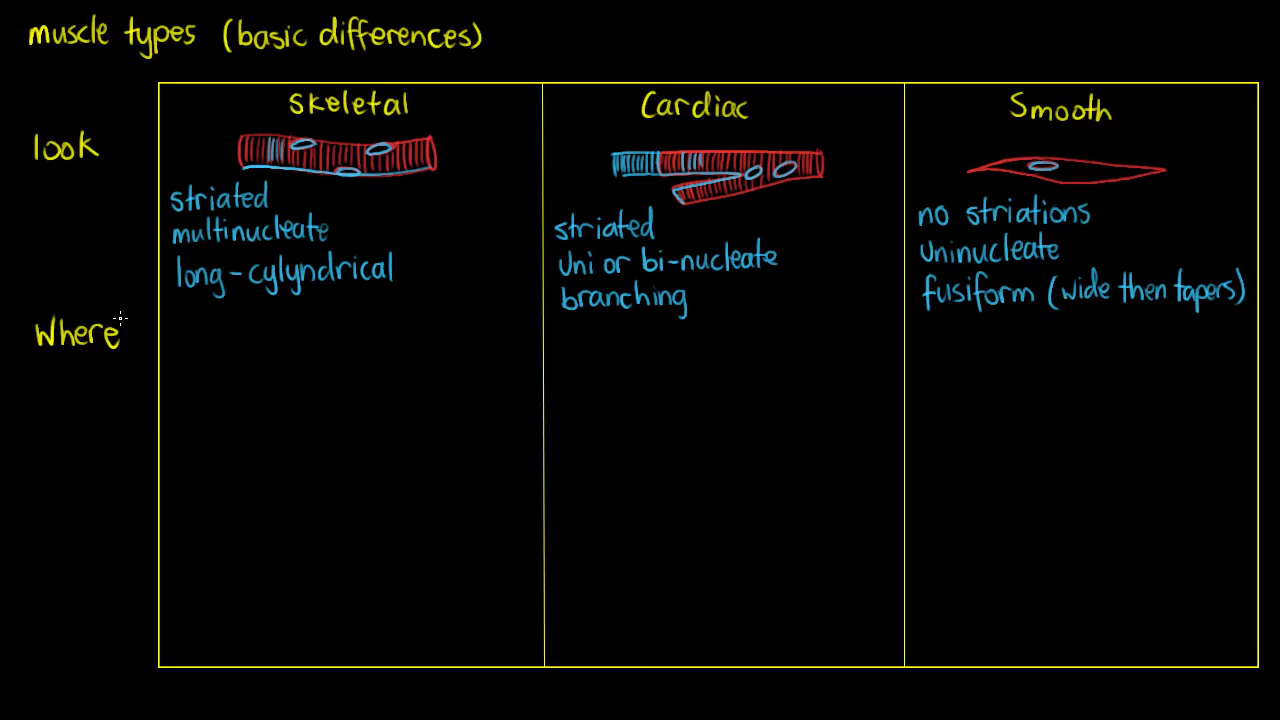 muscle types (basic differences)
Skeletal
Cardiac
Smooth
look
striated
multinucleate
long-cylyndrical
striated
Uni or bi-nucleate
branching
no striations
Uninucleate
fusiform (wide then tapers)
Where